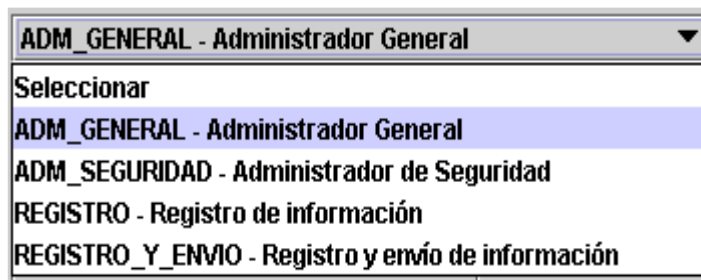 ADM_GENERAL - Administrador General
Seleccionar
ADM_GENERAL - Administrador General
ADM_SEGURIDAD - Administrador de Seguridad
REGISTRO - Registro de información
REGISTRO_Y_ENVIO - Registro y envío de información